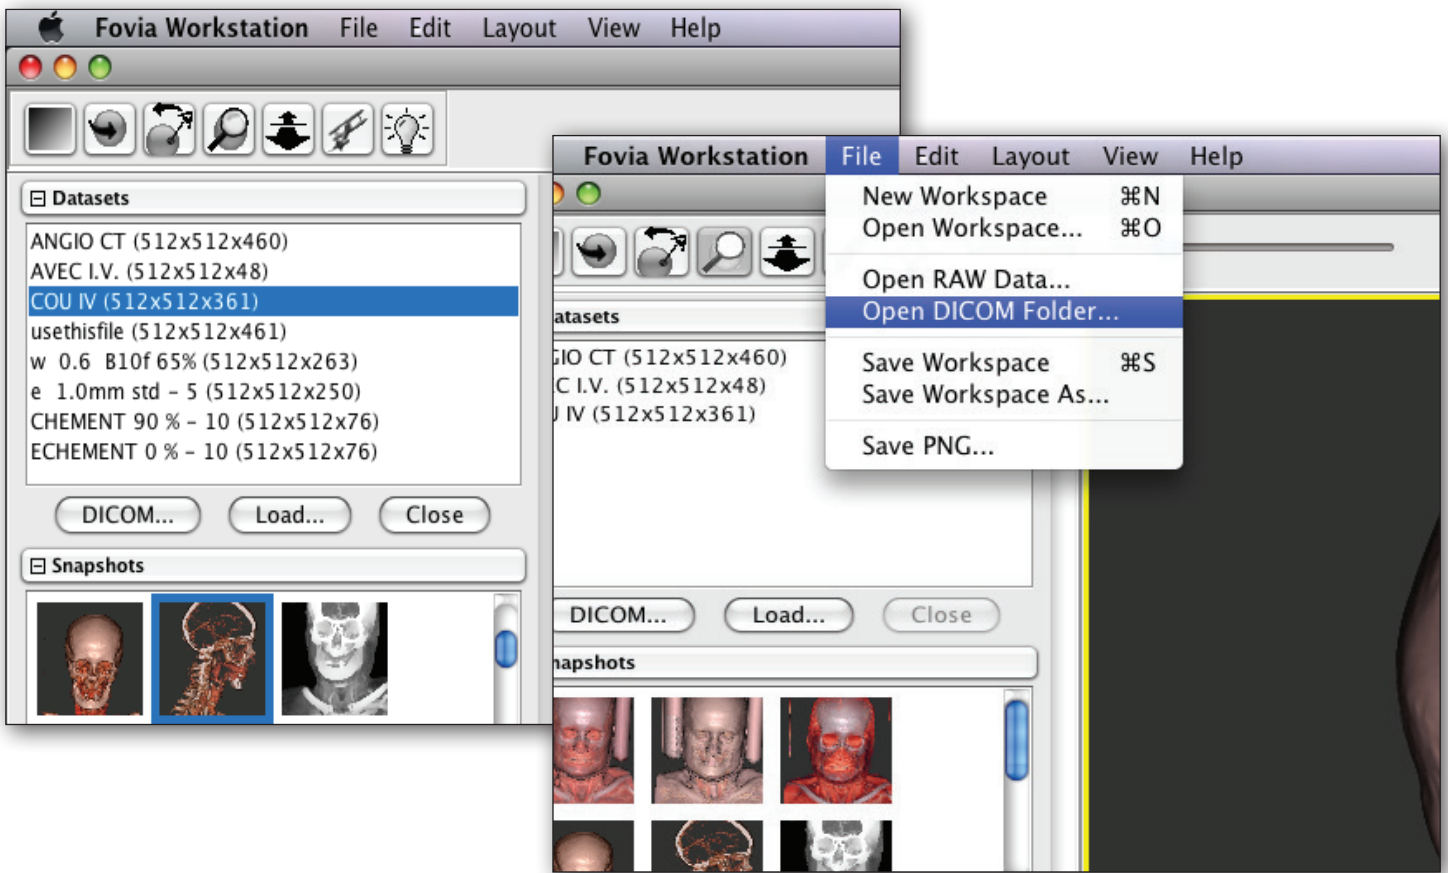 Fovia Workstation File Edit Layout View Help
Datasets
ANGIO CT (512x512x460)
AVEC I.V. (512x512x48)
COU IV (512x512x361)
usethisfile (512x512x461)
w 0.6 B10f 65% (512x512x263)
e 1.0mm std – 5 (512x512x250)
CHEMENT 90 % – 10 (512x512x76)
ECHEMENT 0 % – 10 (512x512x76)
DICOM... Load... Close
Snapshots
Fovia Workstation File Edit Layout View Help
New Workspace ⌘N
Open Workspace... ⌘O
Open RAW Data...
Open DICOM Folder...
Save Workspace ⌘S
Save Workspace As...
Save PNG...
atasets
GIO CT (512x512x460)
C I.V. (512x512x48)
U IV (512x512x361)
DICOM... Load... Close
napshots